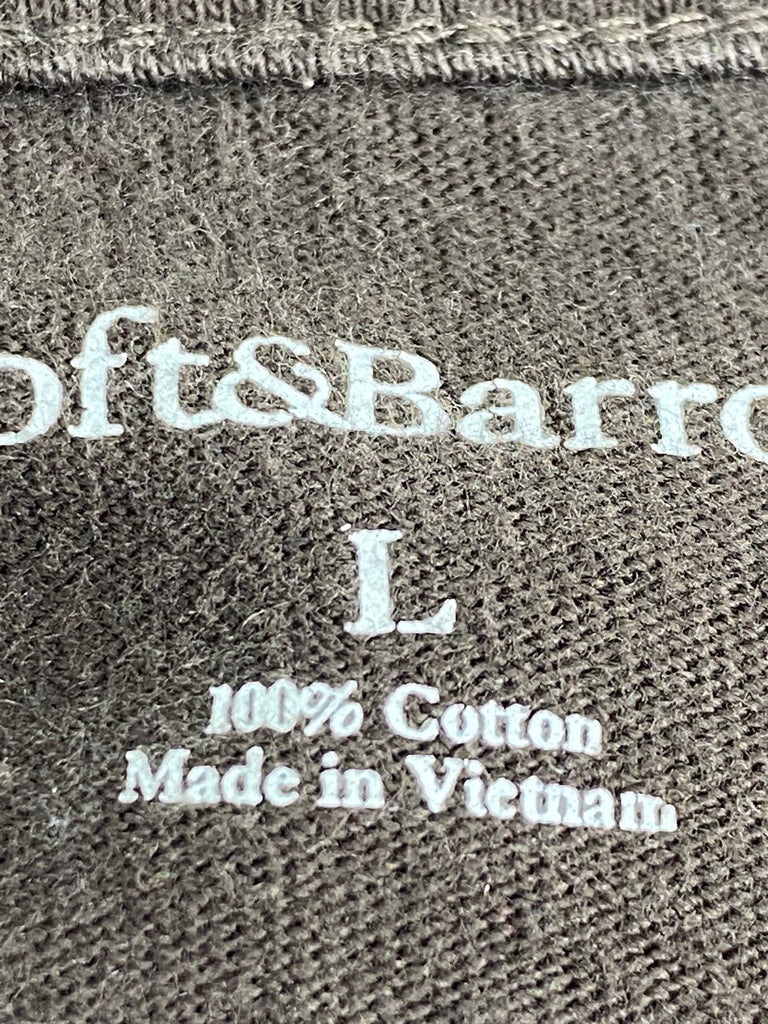 oft&Barro
L
100% Cotton
Made in Vietnam